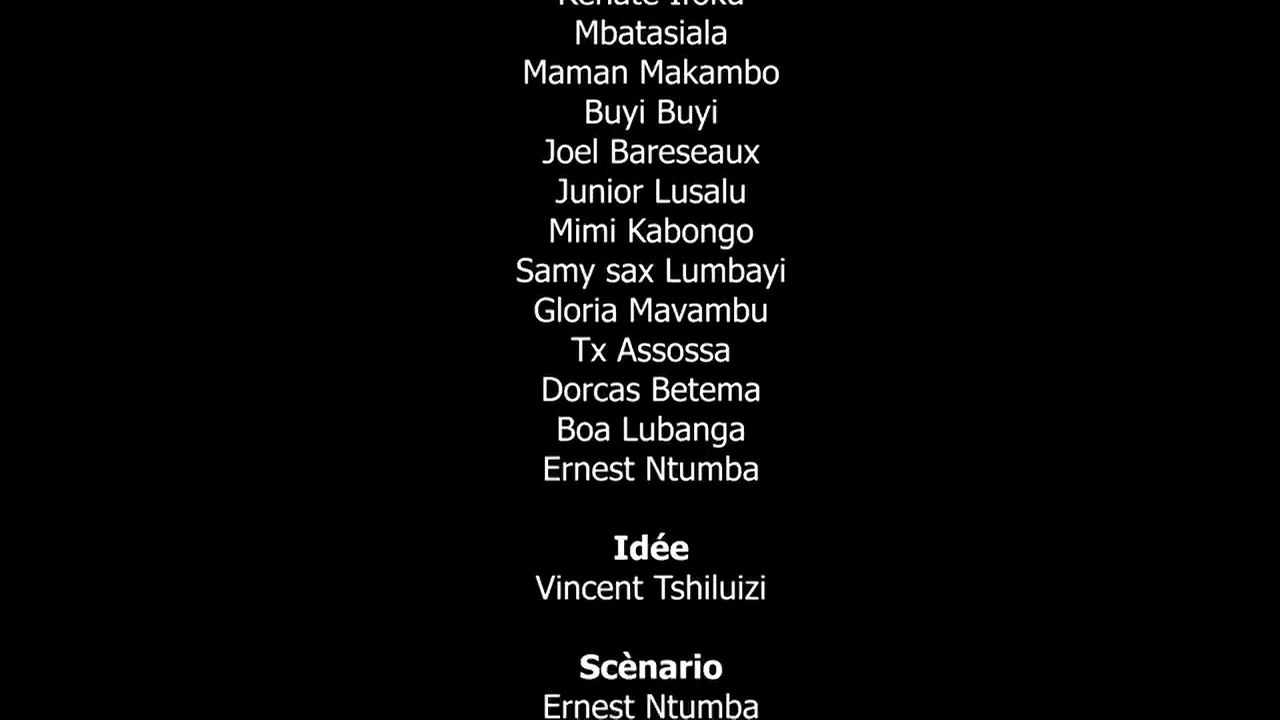 Mbatasiala
Maman Makambo
Buyi Buyi
Joel Bareseaux
Junior Lusalu
Mimi Kabongo
Samy sax Lumbayi
Gloria Mavambu
Tx Assossa
Dorcas Betema
Boa Lubanga
Ernest Ntumba
Idée
Vincent Tshiluizi
Scènario
Ernest Ntumba